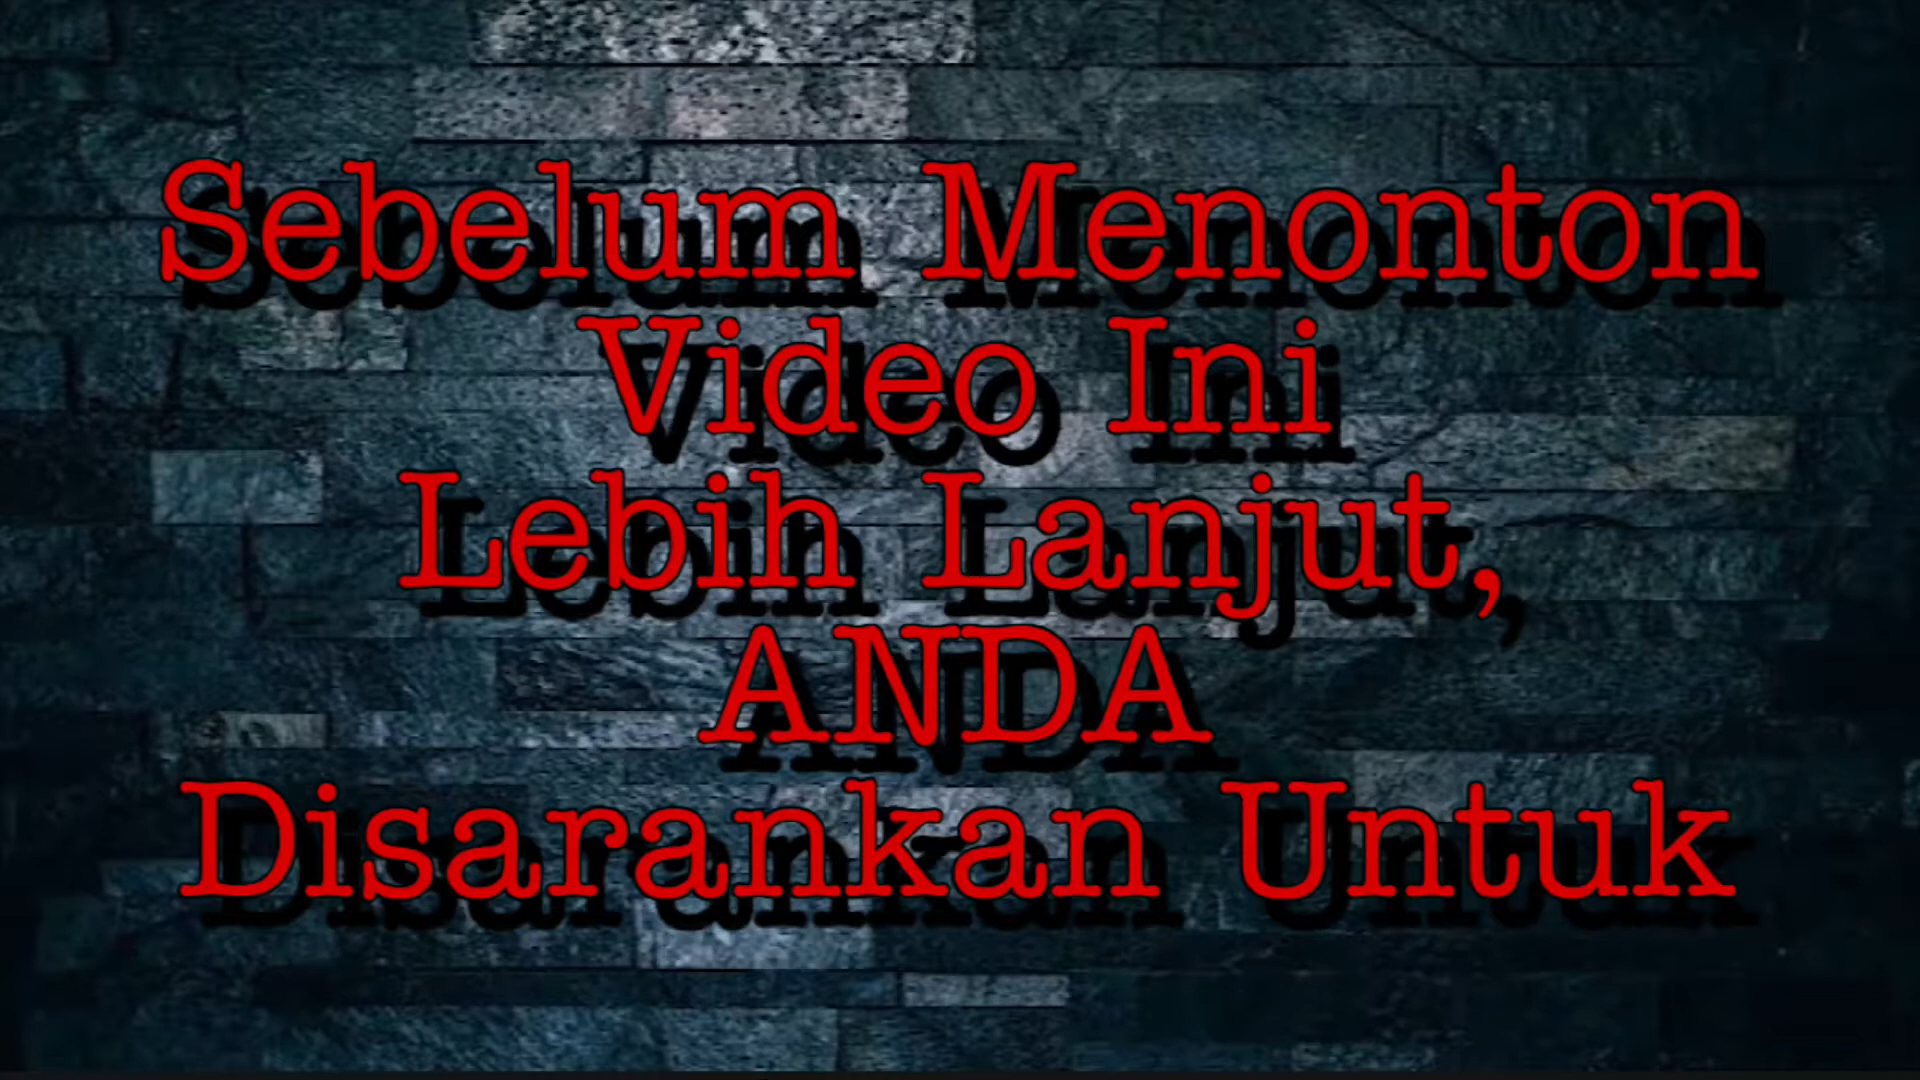 Sebelum Menonton
Video Ini
Lebih Lanjut,
ANDA
Disarankan Untuk